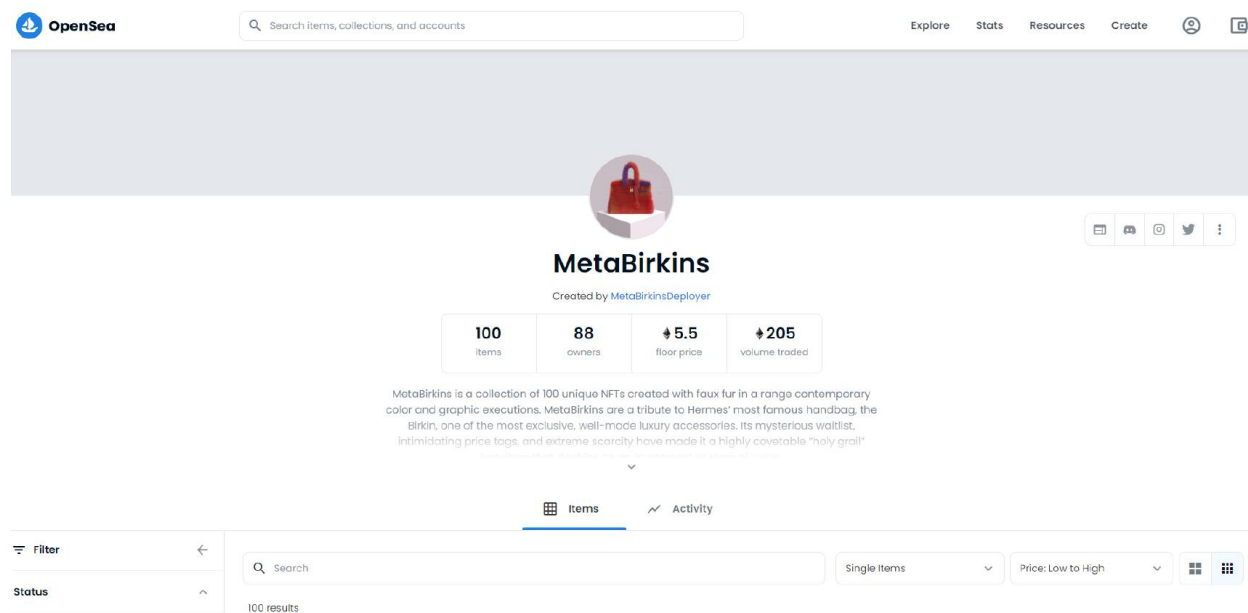 OpenSea
Search items, collections, and accounts
Explore Stats Resources Create
MetaBirkins
Created by MetaBirkinsDeployer
100 88 5.5 205
items owners floor price volume traded
MetaBirkins is a collection of 100 unique NFTs created with faux fur in a range contemporary
color and graphic executions. MetaBirkins are a tribute to Hermes' most famous handbag, the
Birkin, one of the most exclusive, well-made luxury accessories. Its mysterious waitlist,
intimidating price tags, and extreme scarcity have made it a highly covetable "holy grail"
Items Activity
Filter
Search
Single Items
Price: Low to High
Status
100 results